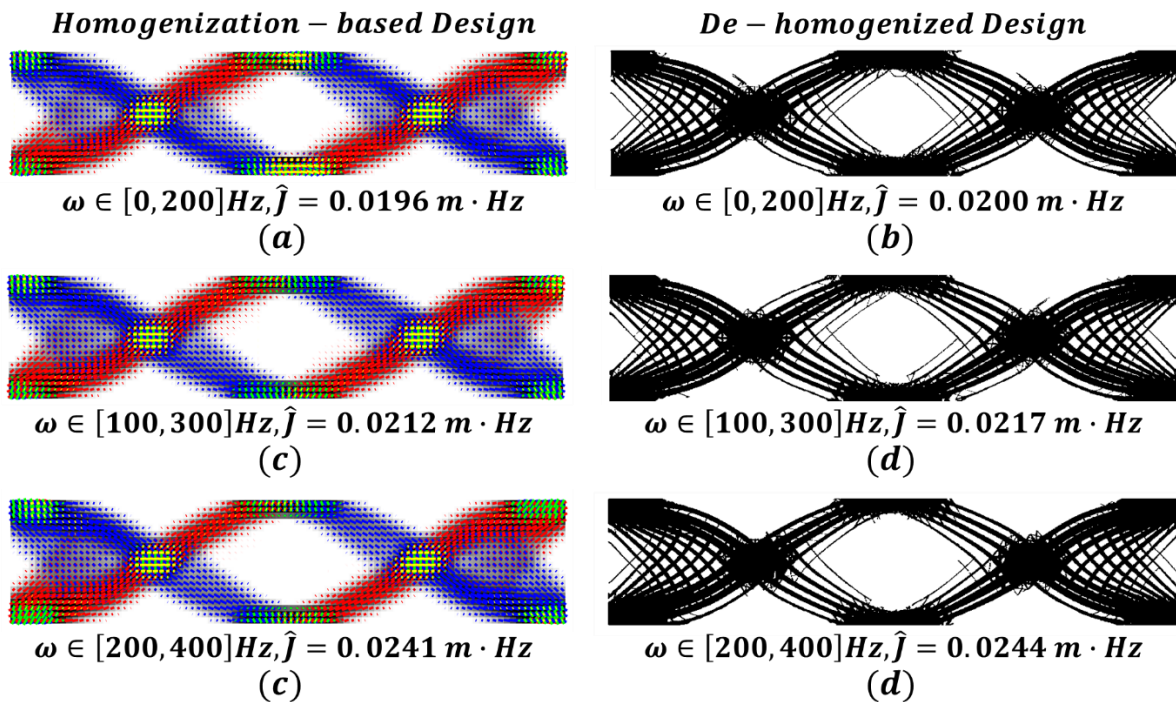 Homogenization − based Design
De − homogenized Design
ω ∈ [0, 200]Hz, Ĵ = 0.0196 m · Hz
(a)
ω ∈ [0, 200]Hz, Ĵ = 0.0200 m · Hz
(b)
ω ∈ [100, 300]Hz, Ĵ = 0.0212 m · Hz
(c)
ω ∈ [100, 300]Hz, Ĵ = 0.0217 m · Hz
(d)
ω ∈ [200, 400]Hz, Ĵ = 0.0241 m · Hz
(c)
ω ∈ [200, 400]Hz, Ĵ = 0.0244 m · Hz
(d)